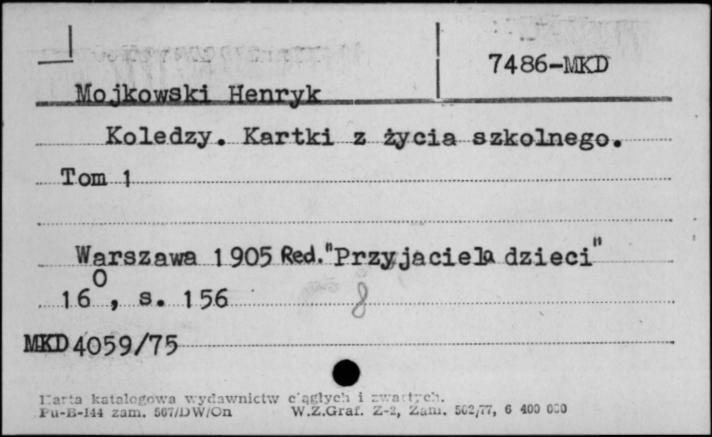 7486-MKD
Mojkowski Henryk
Koledzy. Kartki z życia szkolnego.
Tom 1
Warszawa 1905 Red."Przyjaciela dzieci"
16⁰, s. 156
8
MKD 4059/75
Karta katalogowa wydawnictw ciągłych i zwartych.
Pu-B-144 zam. 567/DW/On W.Z.Graf. Z-2, Zam. 562/77, 6 400 000